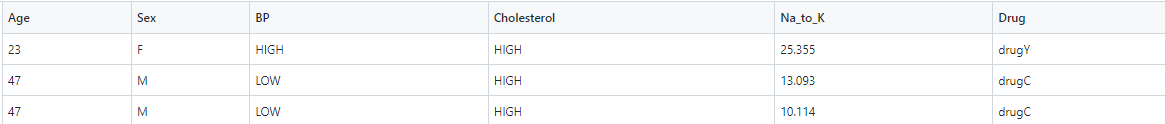 Age Sex BP Cholesterol Na_to_K Drug
23 F HIGH HIGH 25.355 drugY
47 M LOW HIGH 13.093 drugC
47 M LOW HIGH 10.114 drugC